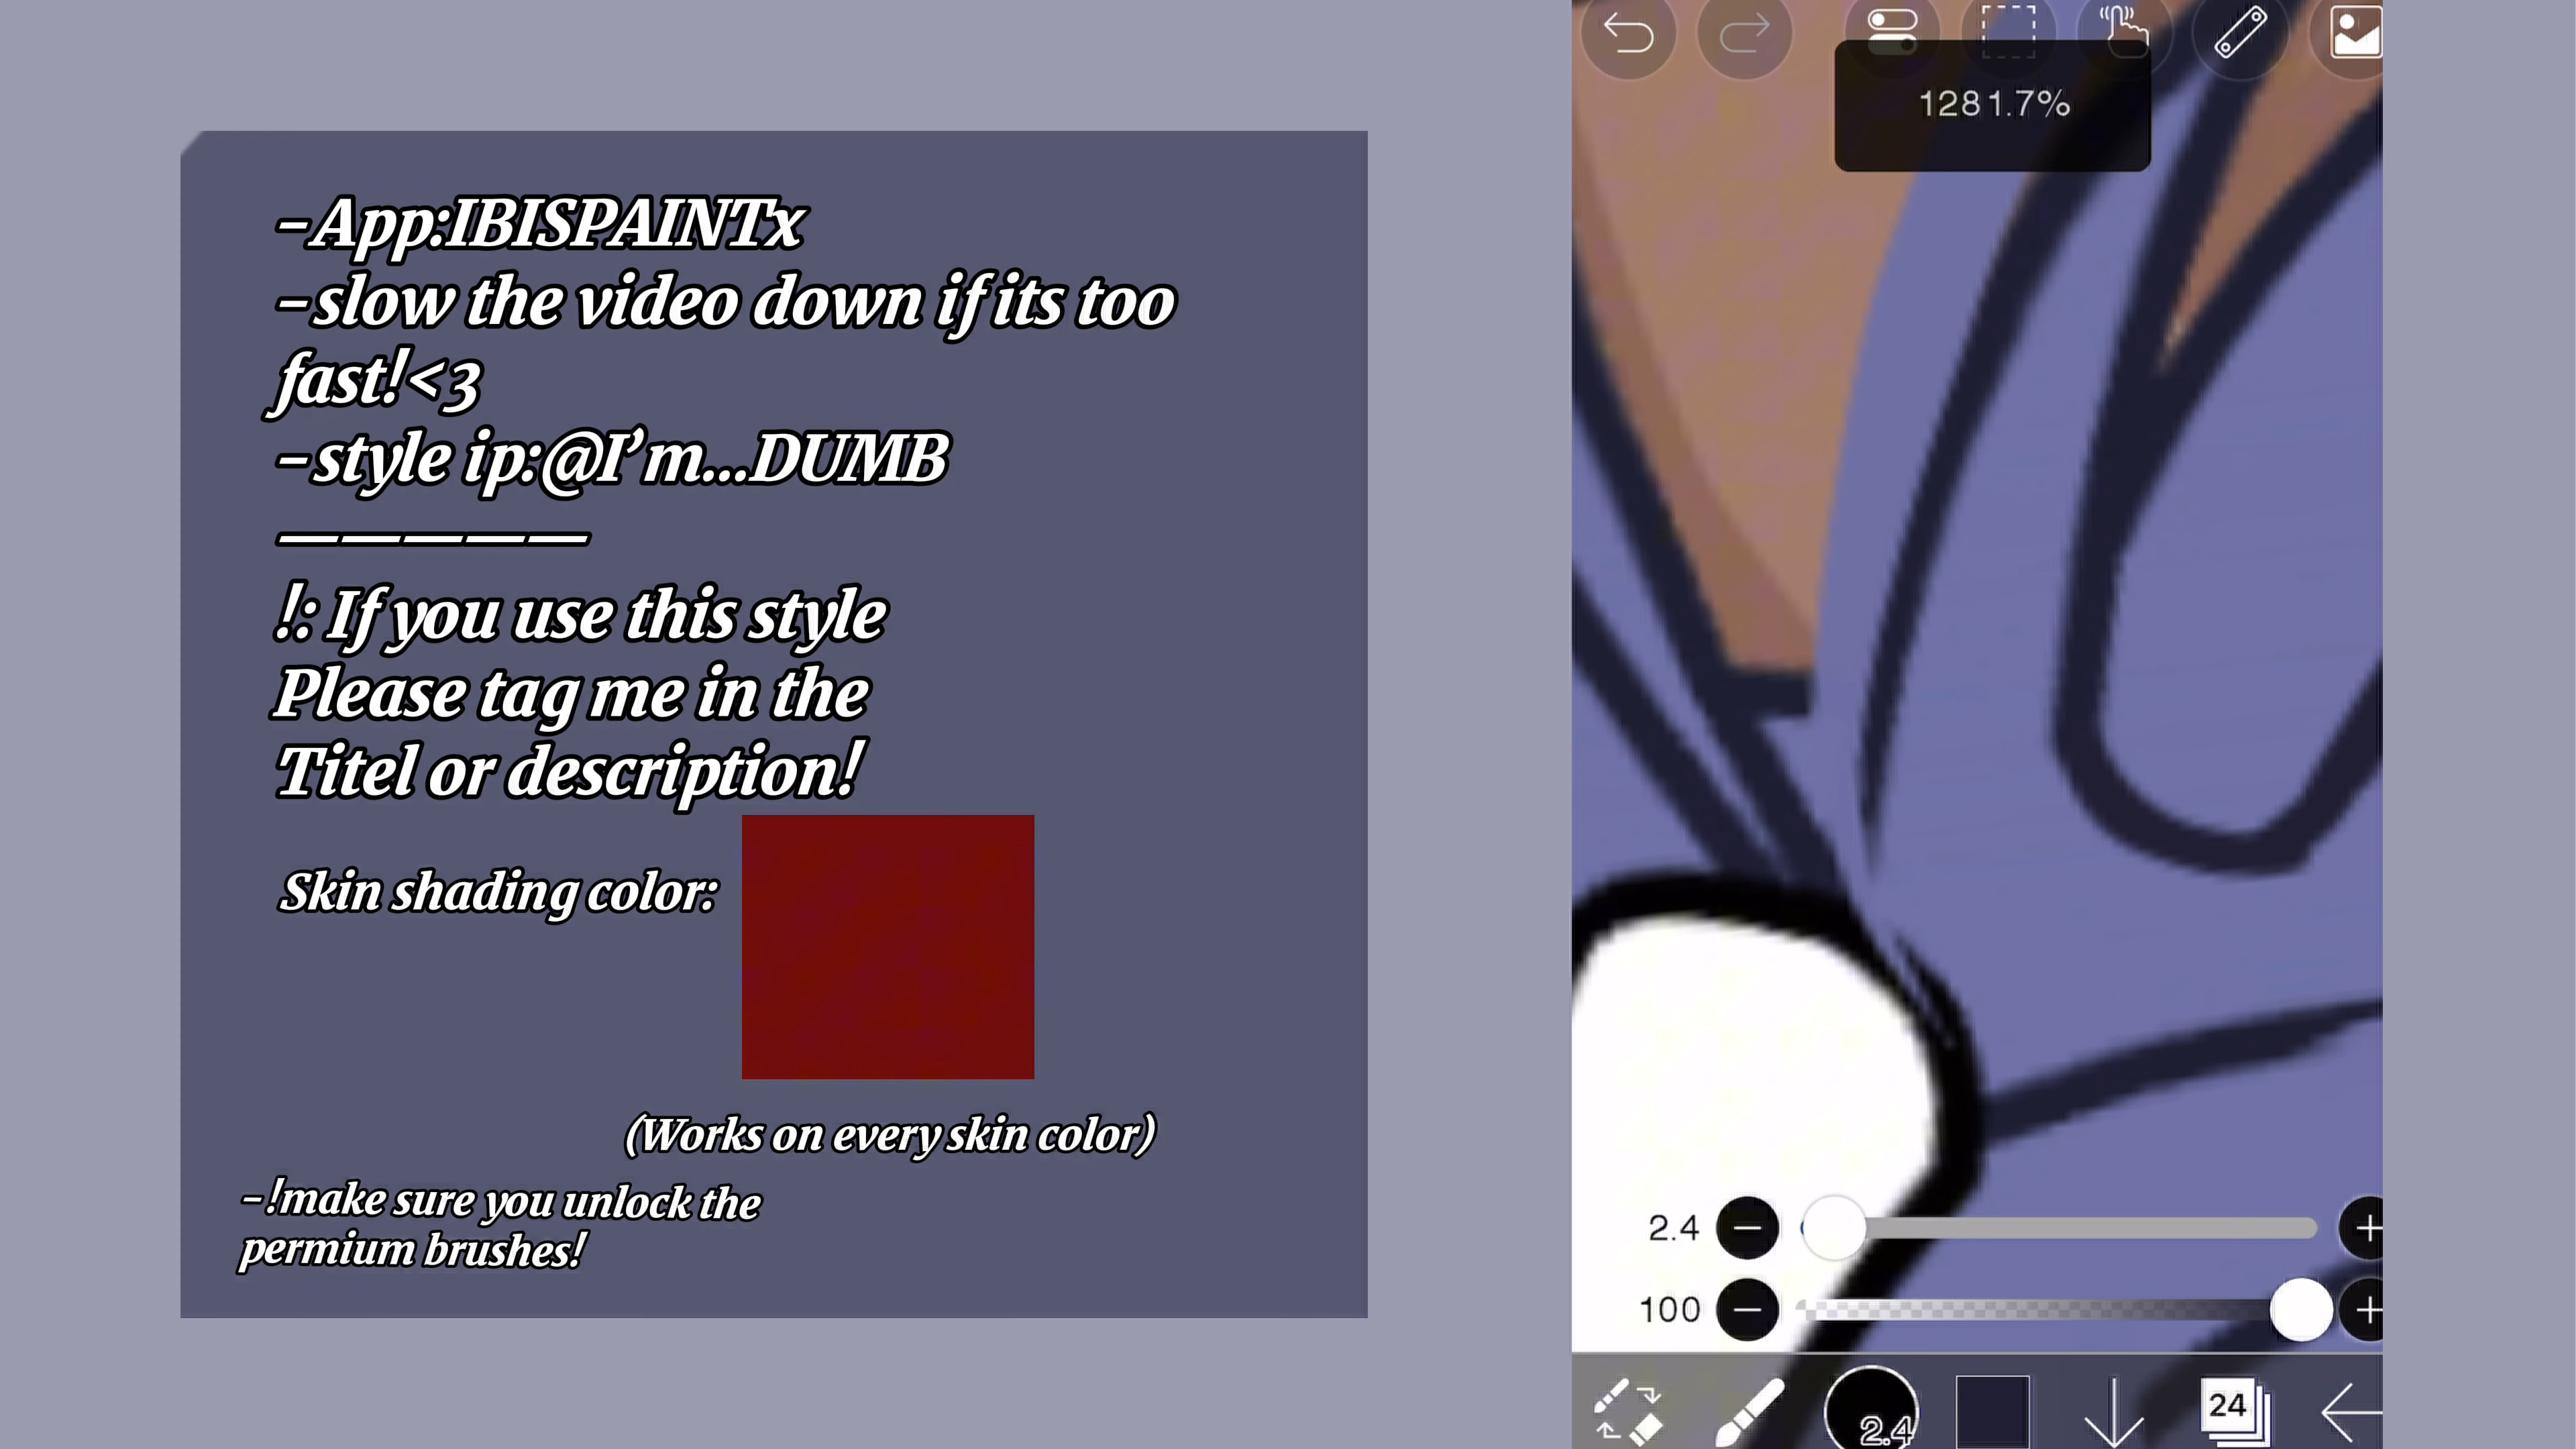 -App:IBISPAINTx
-slow the video down if its too
fast!<3
-style ip:@I'm...DUMB
—————
!: If you use this style
Please tag me in the
Titel or description!
Skin shading color:
(Works on every skin color)
-!make sure you unlock the
permium brushes!
1281.7%
2.4
100
2.4
24